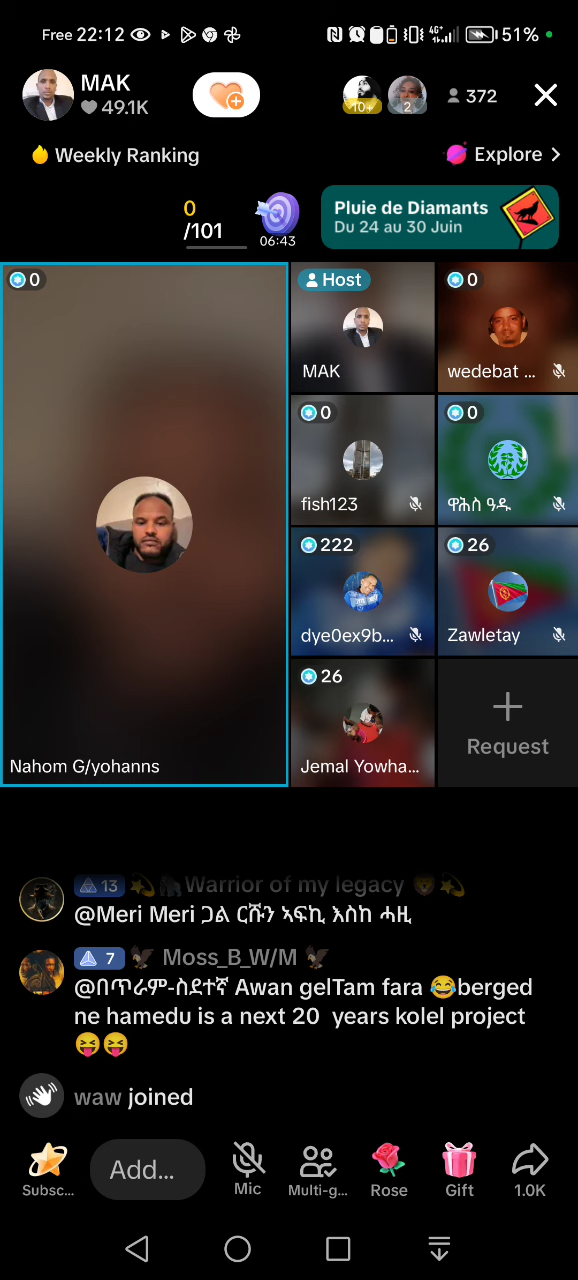 Free 22:12
4G+
51%
MAK
49.1K
10+
2
372
Weekly Ranking
Explore
0
/101
06:43
Pluie de Diamants
Du 24 au 30 Juin
0
Host
MAK
0
wedebat ...
0
fish123
0
ዋሕስ ዓዱ
222
dye0ex9b...
26
Zawletay
Nahom G/yohanns
26
Jemal Yowha...
Request
13 💫🦍Warrior of my legacy 🦁💫
@Meri Meri ጋል ርሹን ኣፍኪ እስከ ሓዚ
7 🦅 Moss_B_W/M 🦅
@በጥራም-ስደተኛ Awan gelTam fara 😂berged
ne hamedu is a next 20 years kolel project
😝😝
waw joined
Add...
Subsc...
Mic
Multi-g...
Rose
Gift
1.0K